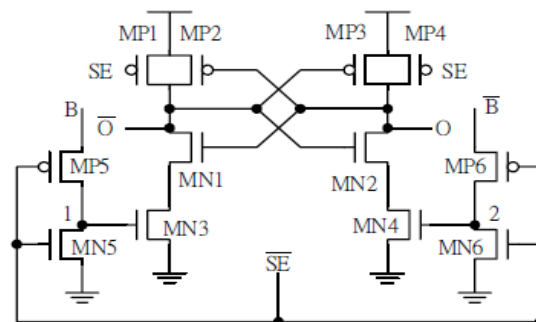 MP1 MP2 MP3 MP4
SE SE
B O̅ O B̅
MP5 MP6
MN1 MN2
1 2
MN5 MN3 MN4 MN6
S̅E̅